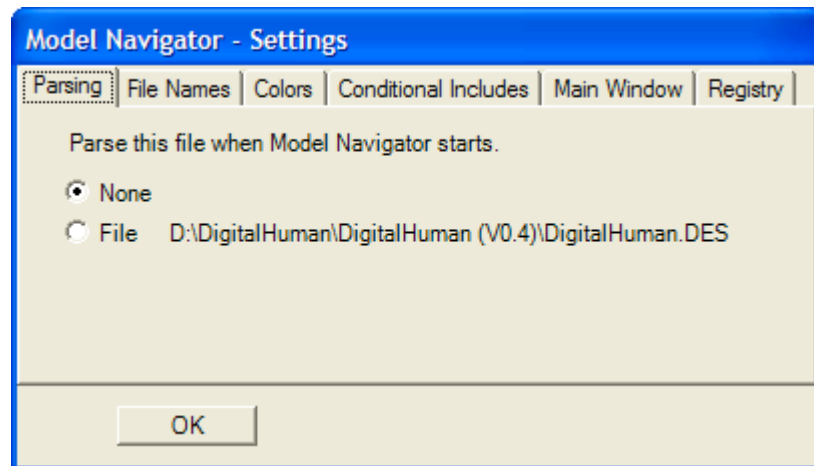 Model Navigator - Settings
Parsing File Names Colors Conditional Includes Main Window Registry
Parse this file when Model Navigator starts.
None
File D:\DigitalHuman\DigitalHuman (V0.4)\DigitalHuman.DES
OK